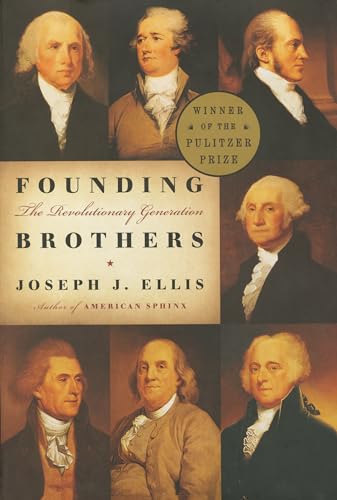 WINNER
OF THE
PULITZER
PRIZE
FOUNDING
The Revolutionary Generation
BROTHERS
JOSEPH J. ELLIS
Author of AMERICAN SPHINX